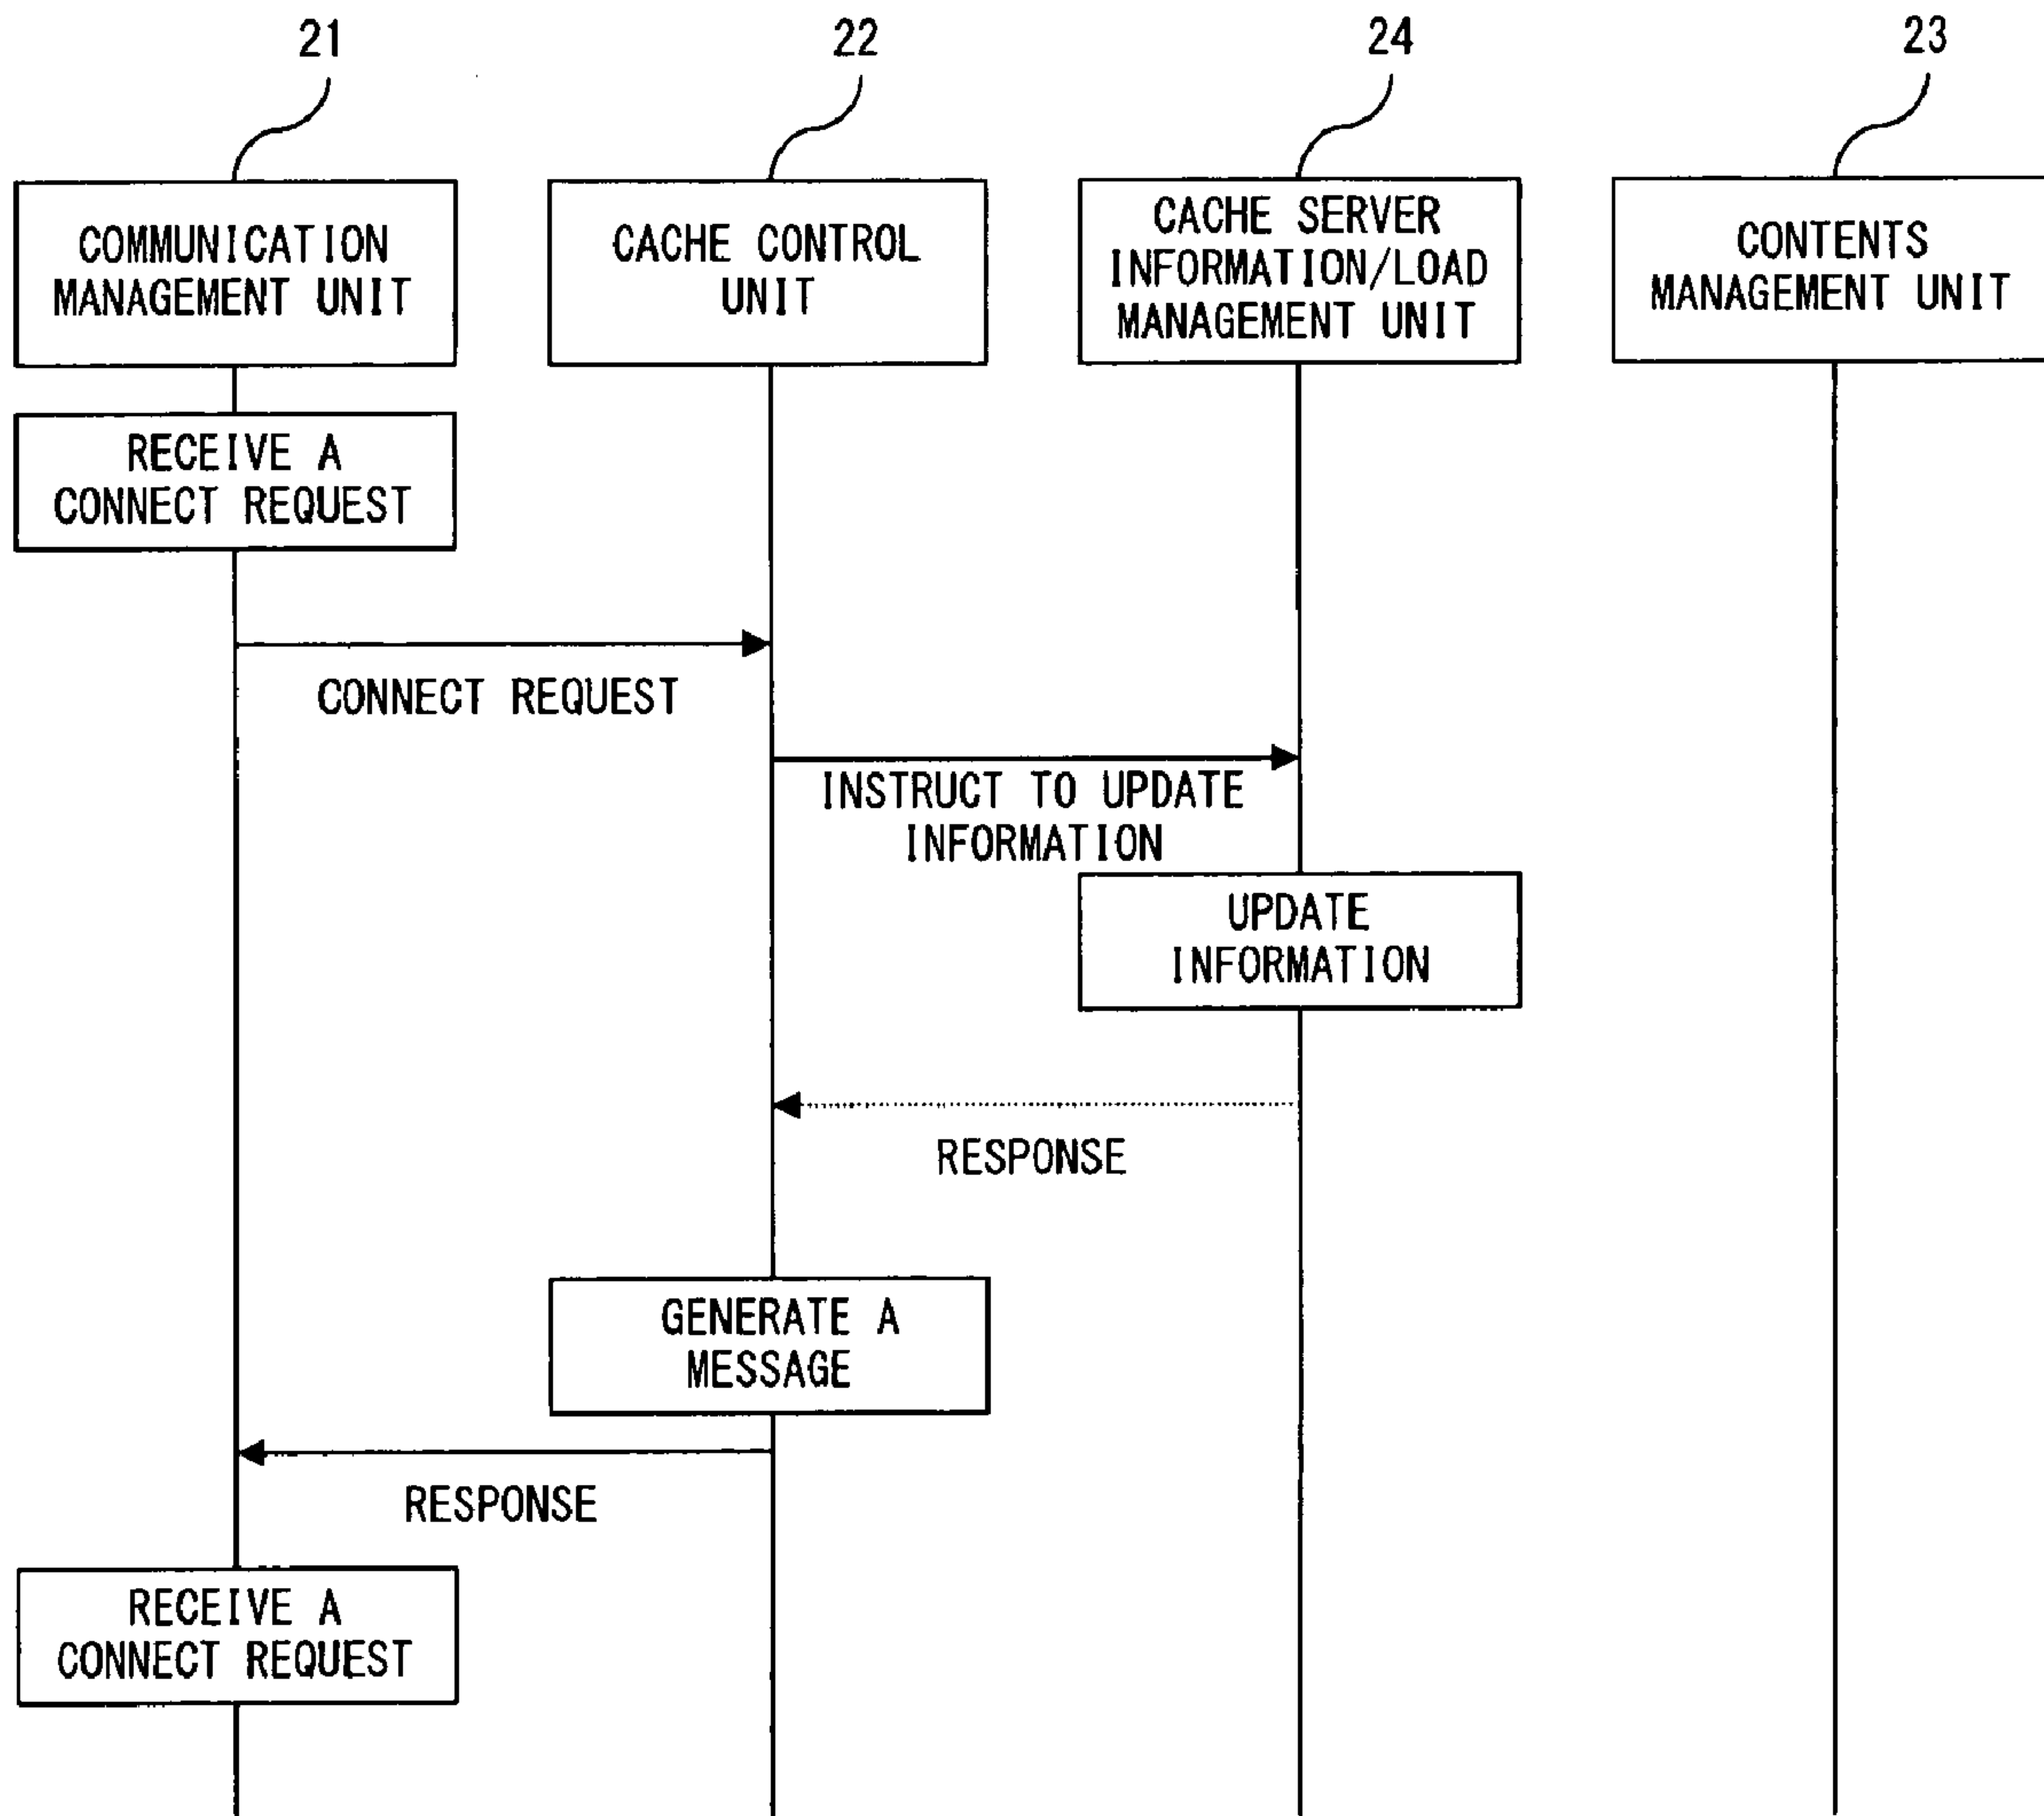 21
22
24
23
COMMUNICATION
MANAGEMENT UNIT
CACHE CONTROL
UNIT
CACHE SERVER
INFORMATION/LOAD
MANAGEMENT UNIT
CONTENTS
MANAGEMENT UNIT
RECEIVE A
CONNECT REQUEST
CONNECT REQUEST
INSTRUCT TO UPDATE
INFORMATION
UPDATE
INFORMATION
RESPONSE
GENERATE A
MESSAGE
RESPONSE
RECEIVE A
CONNECT REQUEST